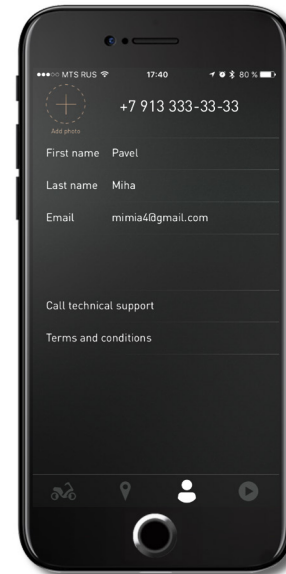 MTS RUS 17:40 80 %
+7 913 333-33-33
Add photo
First name Pavel
Last name Miha
Email mimia4@gmail.com
Call technical support
Terms and conditions